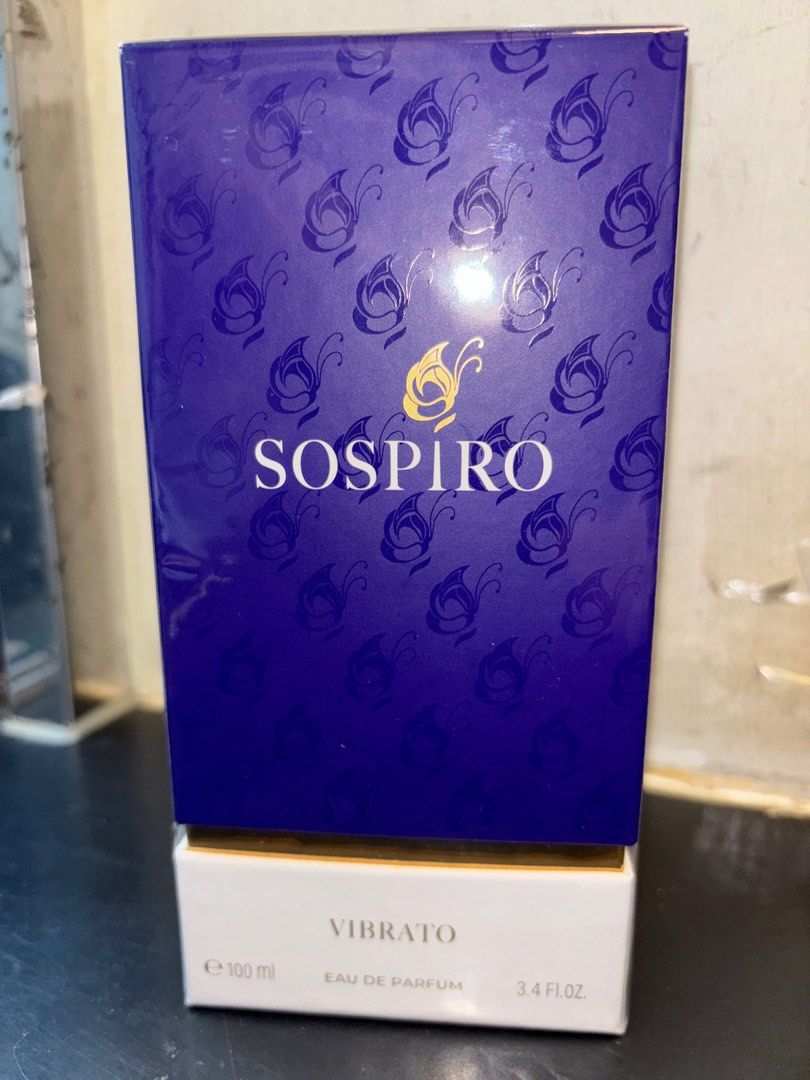 SOSPIRO
VIBRATO
℮ 100 ml EAU DE PARFUM 3.4 Fl.OZ.